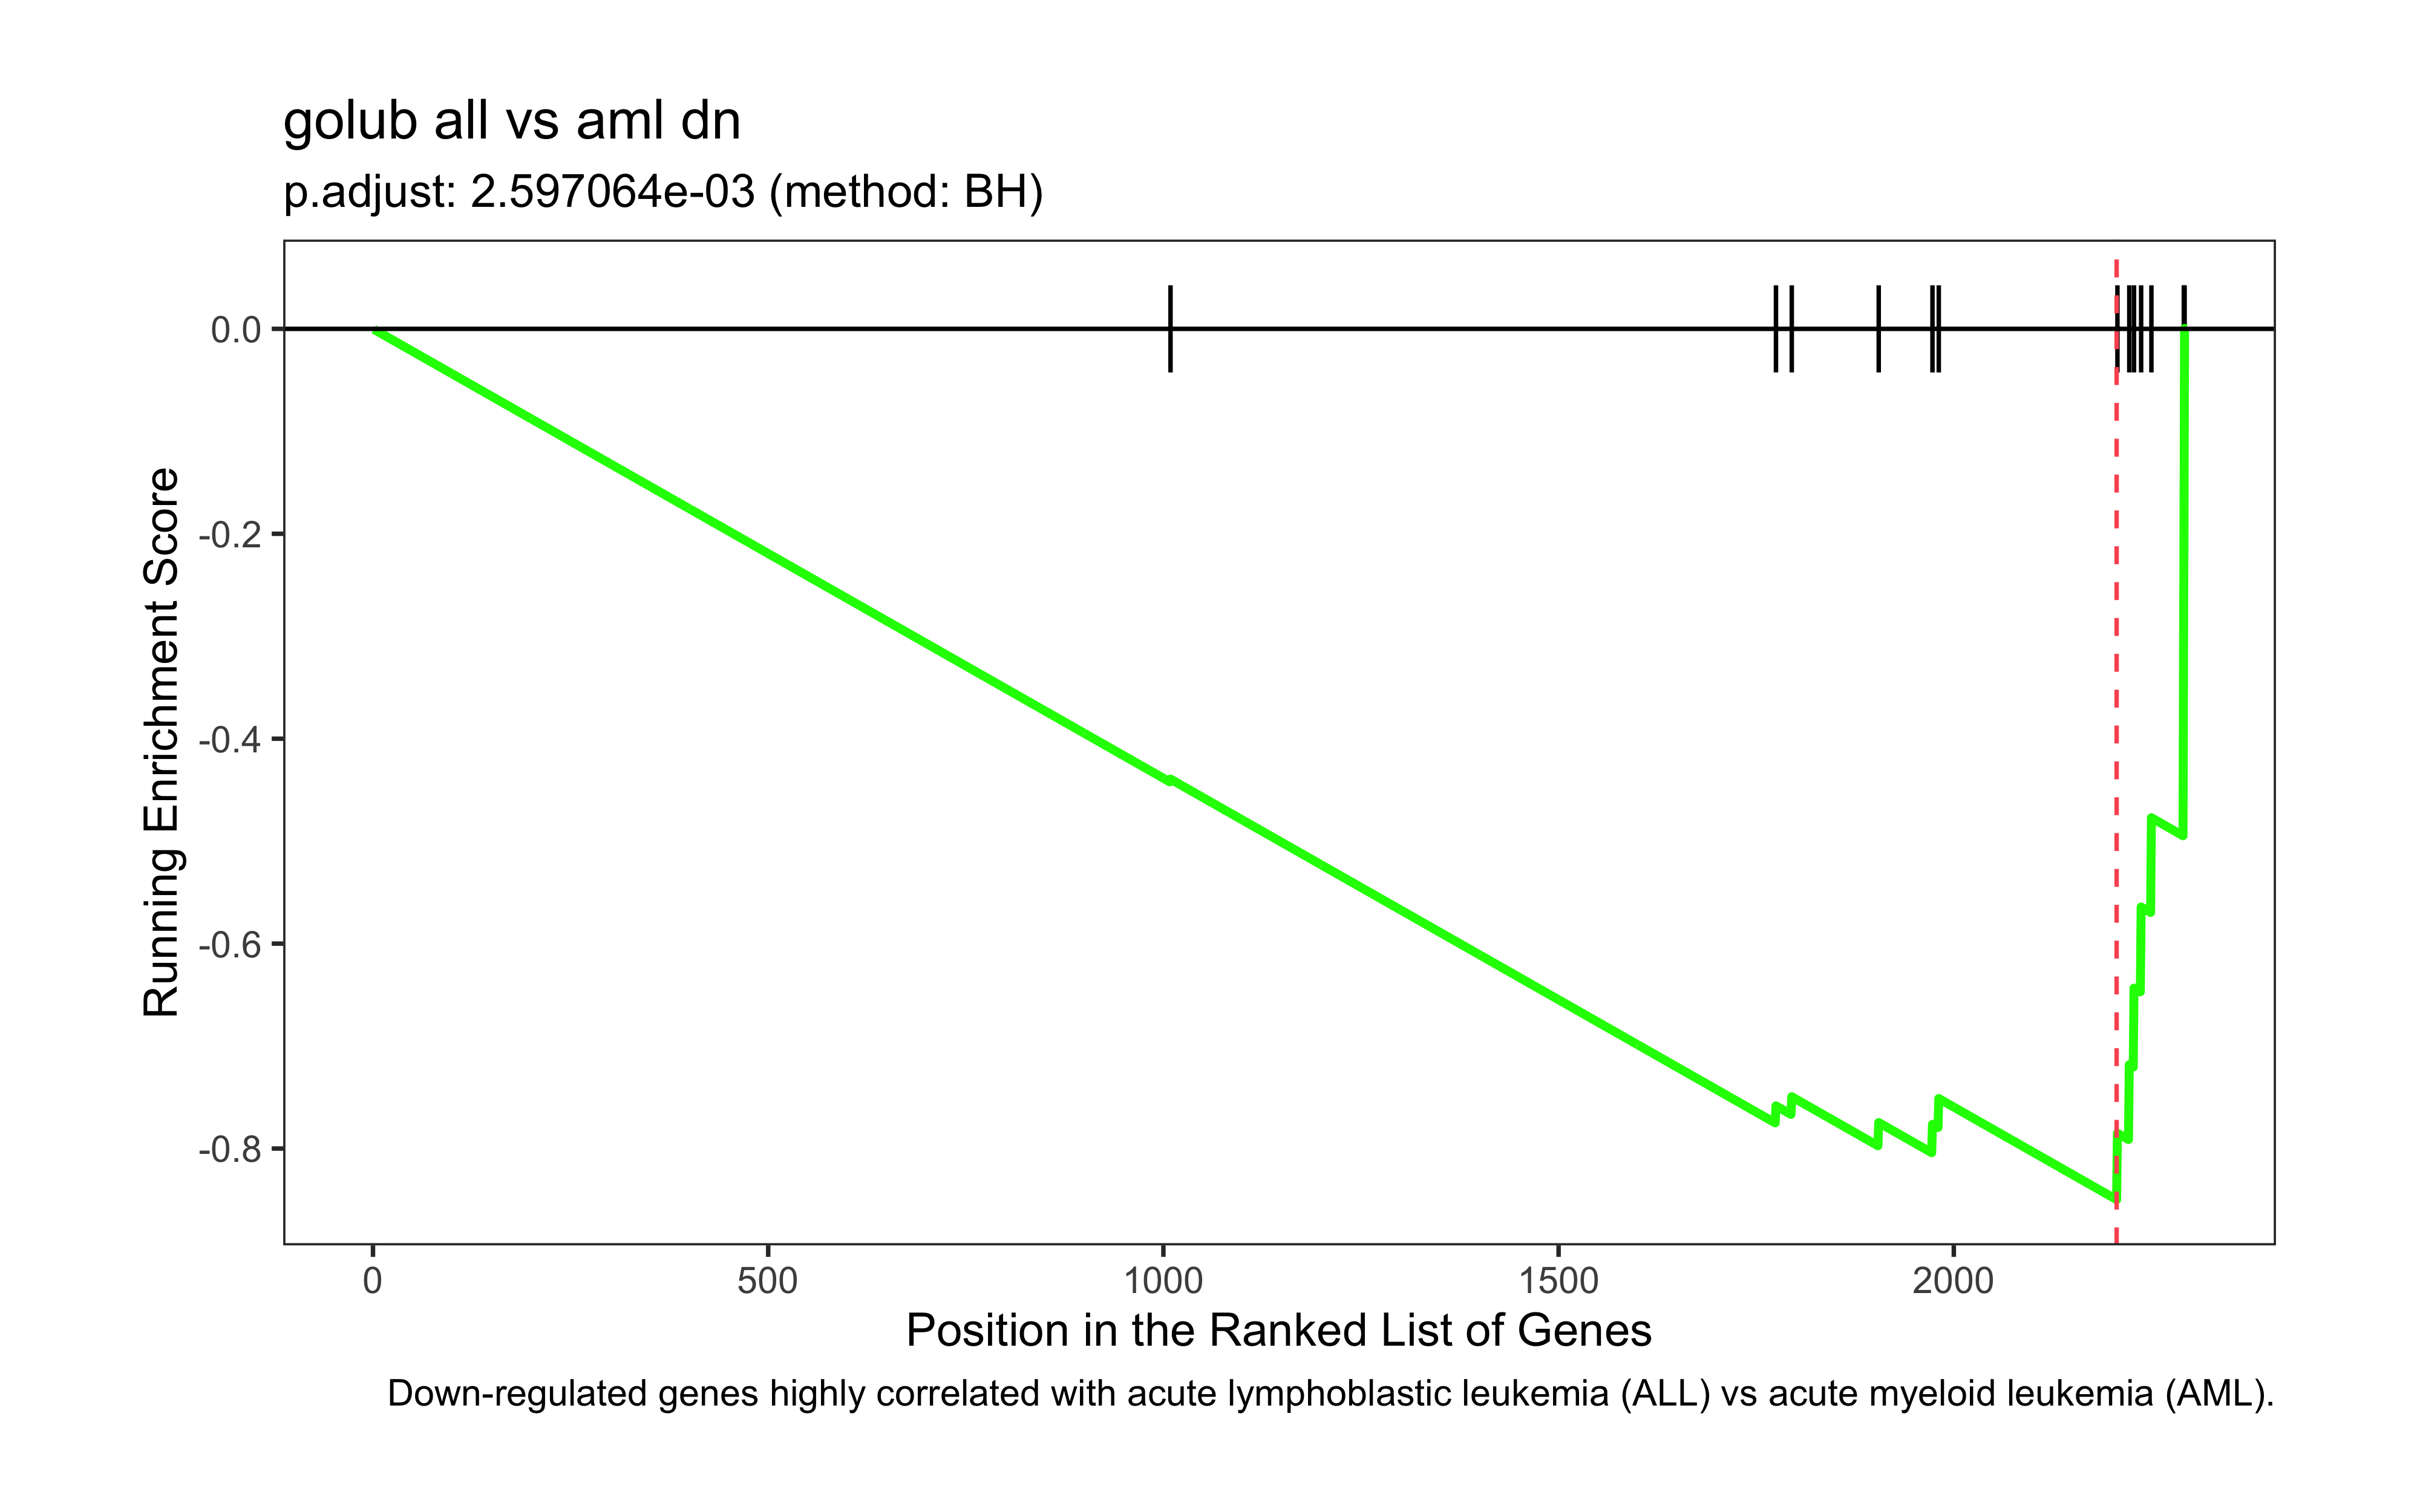 golub all vs aml dn
p.adjust: 2.597064e-03 (method: BH)
Running Enrichment Score
0.0
-0.2
-0.4
-0.6
-0.8
0 500 1000 1500 2000
Position in the Ranked List of Genes
Down-regulated genes highly correlated with acute lymphoblastic leukemia (ALL) vs acute myeloid leukemia (AML).